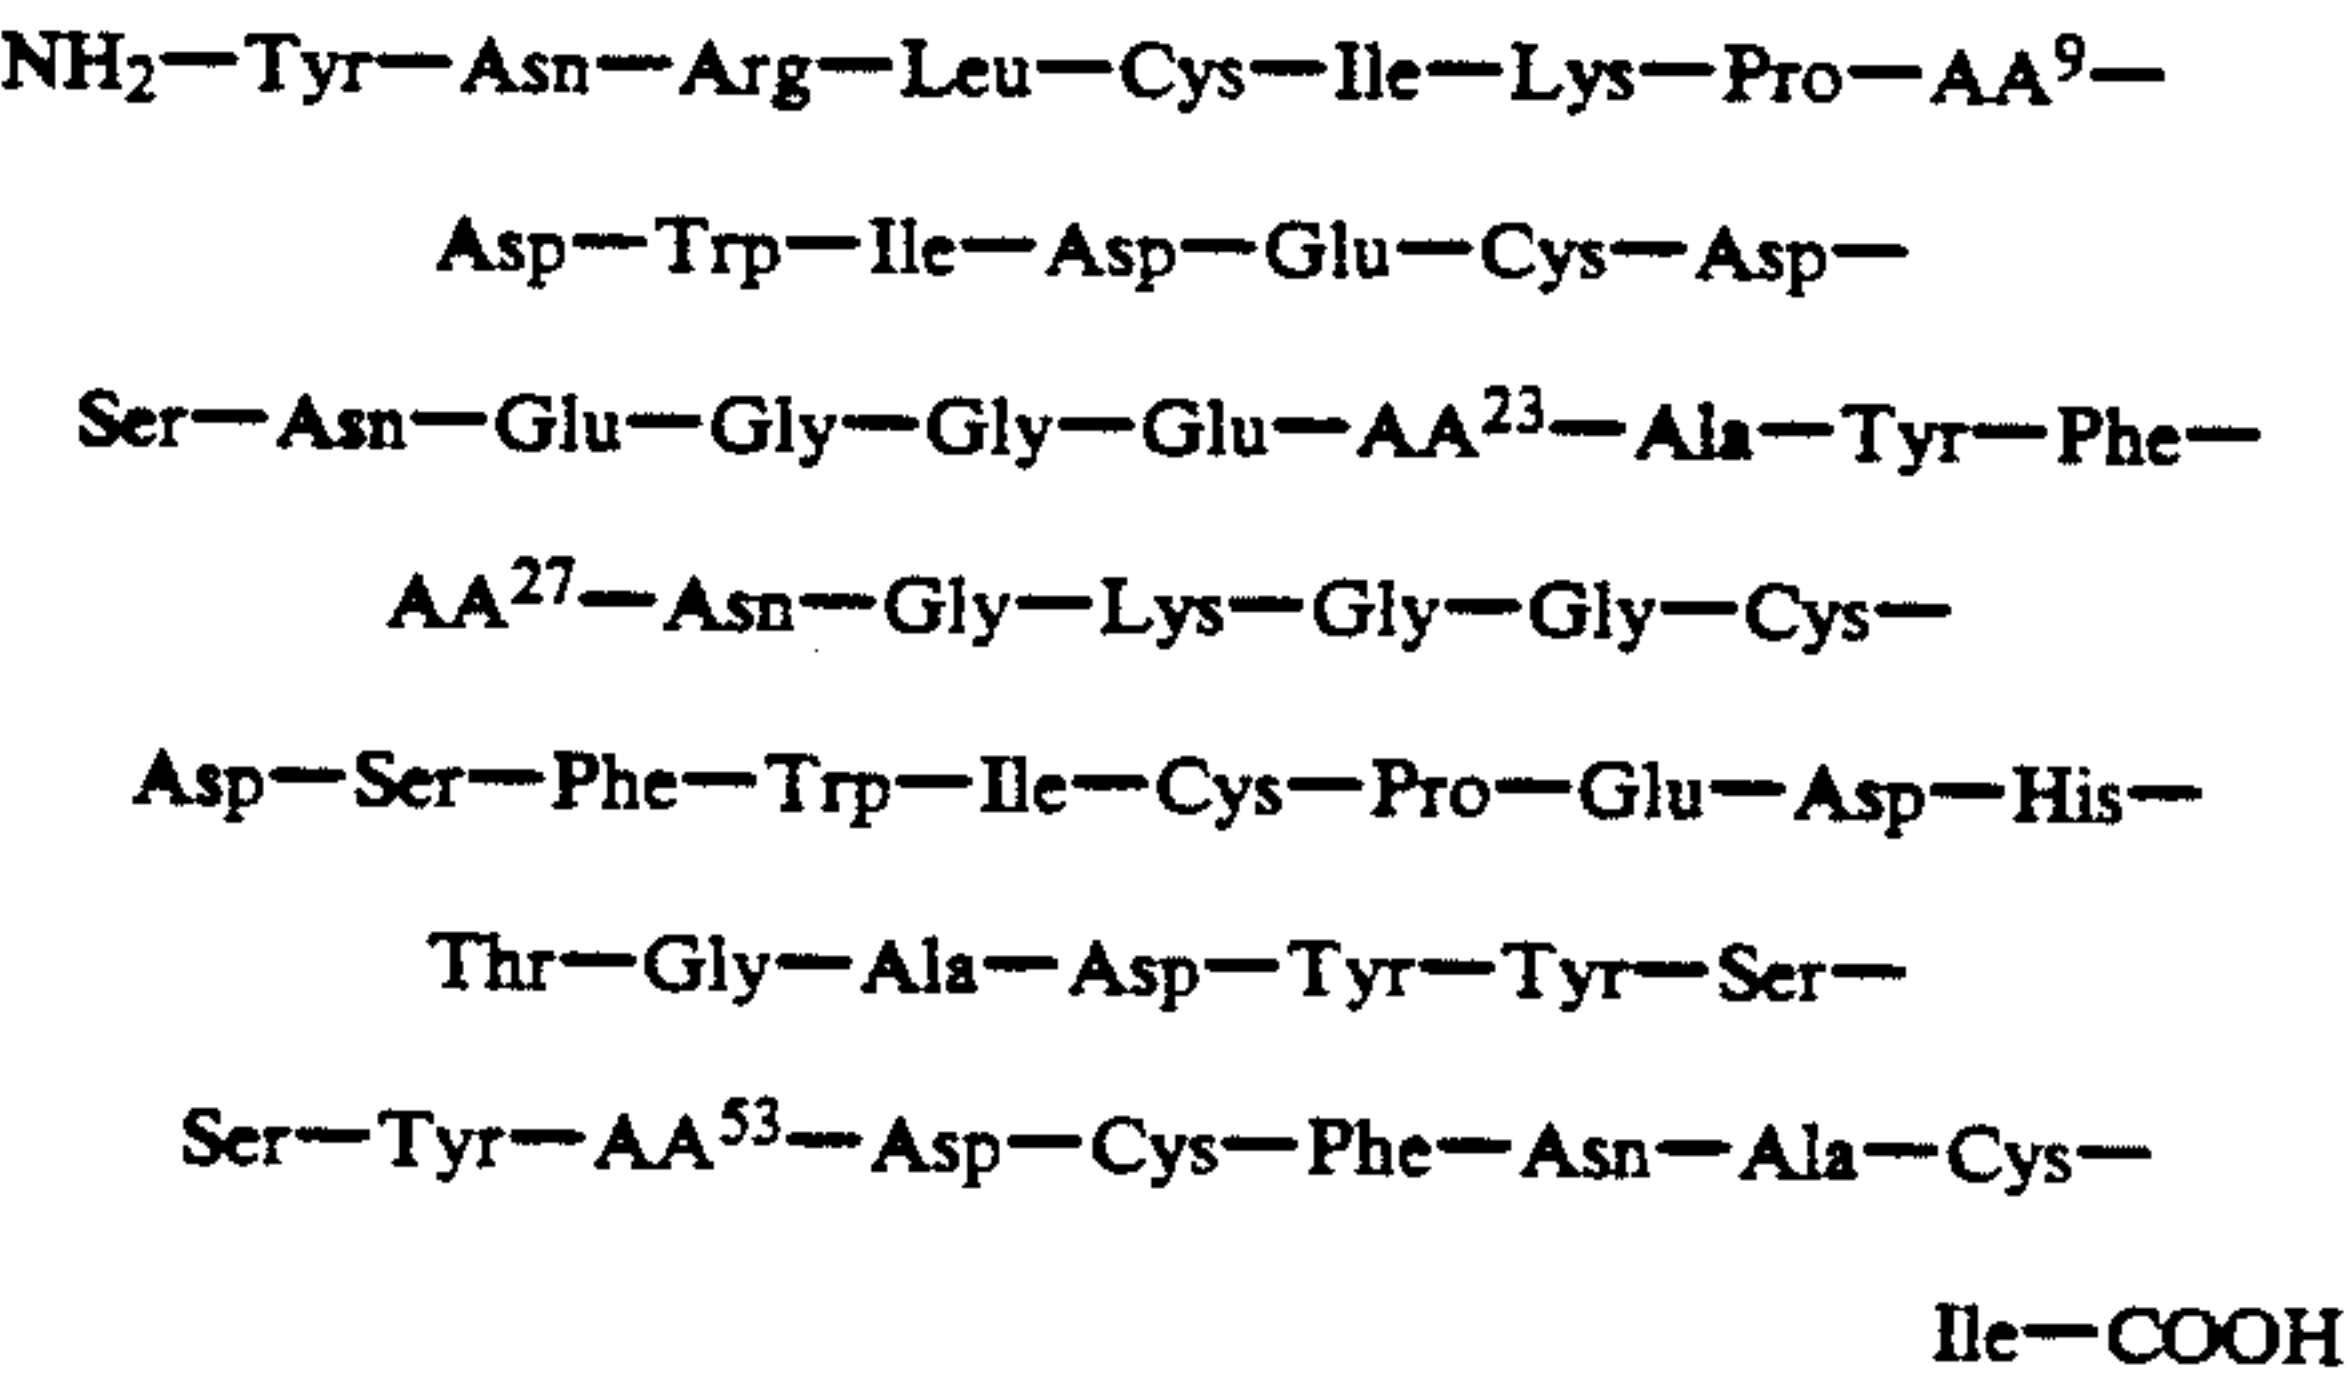 NH₂—Tyr—Asn—Arg—Leu—Cys—Ile—Lys—Pro—AA⁹—
Asp—Trp—Ile—Asp—Glu—Cys—Asp—
Ser—Asn—Glu—Gly—Gly—Glu—AA²³—Ala—Tyr—Phe—
AA²⁷—Asn—Gly—Lys—Gly—Gly—Cys—
Asp—Ser—Phe—Trp—Ile—Cys—Pro—Glu—Asp—His—
Thr—Gly—Ala—Asp—Tyr—Tyr—Ser—
Ser—Tyr—AA⁵³—Asp—Cys—Phe—Asn—Ala—Cys—
Ile—COOH